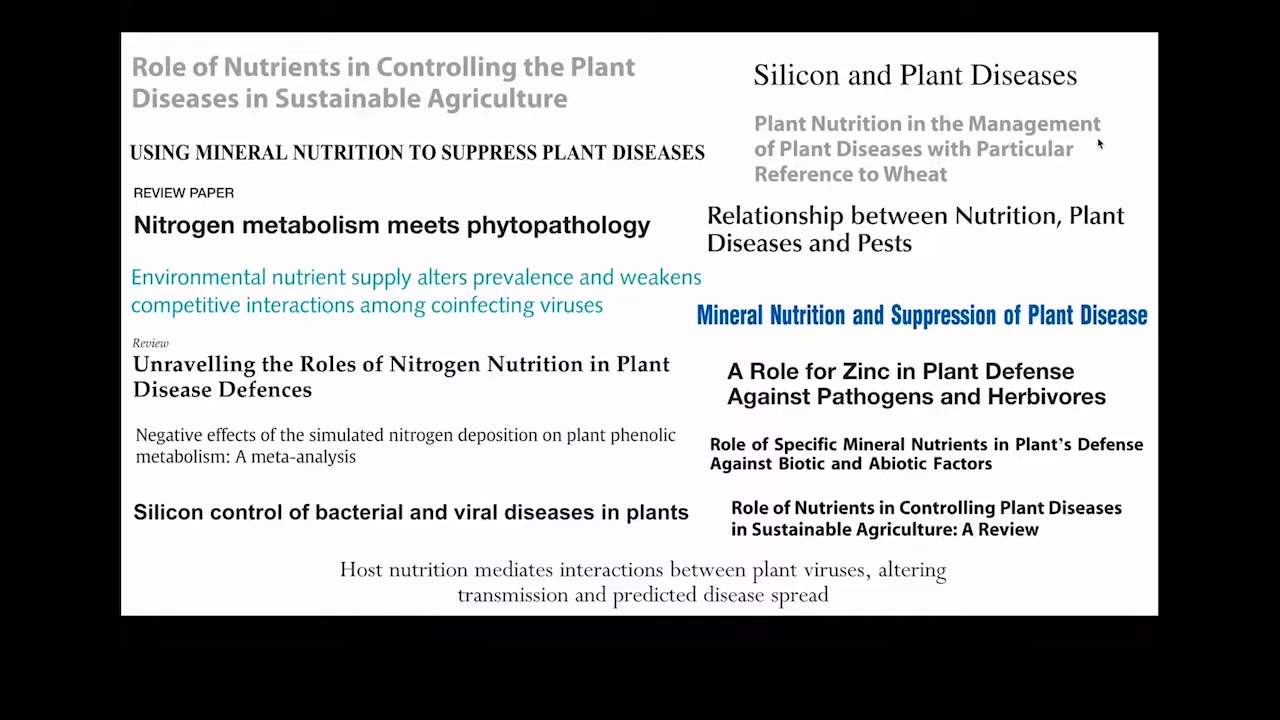 Role of Nutrients in Controlling the Plant
Diseases in Sustainable Agriculture
USING MINERAL NUTRITION TO SUPPRESS PLANT DISEASES
REVIEW PAPER
Nitrogen metabolism meets phytopathology
Environmental nutrient supply alters prevalence and weakens
competitive interactions among coinfecting viruses
Review
Unravelling the Roles of Nitrogen Nutrition in Plant
Disease Defences
Negative effects of the simulated nitrogen deposition on plant phenolic
metabolism: A meta-analysis
Silicon control of bacterial and viral diseases in plants
Silicon and Plant Diseases
Plant Nutrition in the Management
of Plant Diseases with Particular
Reference to Wheat
Relationship between Nutrition, Plant
Diseases and Pests
Mineral Nutrition and Suppression of Plant Disease
A Role for Zinc in Plant Defense
Against Pathogens and Herbivores
Role of Specific Mineral Nutrients in Plant's Defense
Against Biotic and Abiotic Factors
Role of Nutrients in Controlling Plant Diseases
in Sustainable Agriculture: A Review
Host nutrition mediates interactions between plant viruses, altering
transmission and predicted disease spread